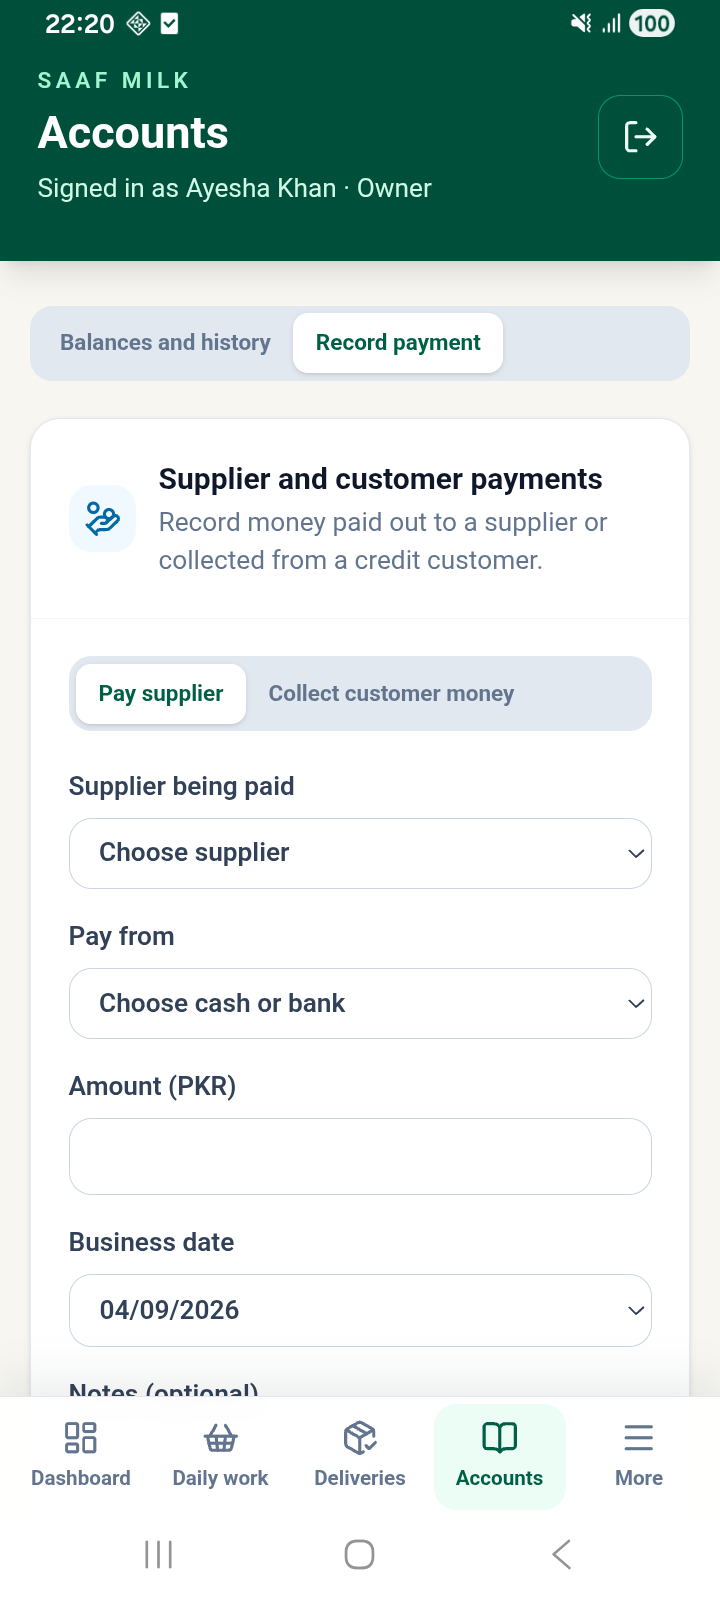 22:20
100
SAAF MILK
Accounts
Signed in as Ayesha Khan · Owner
Balances and history
Record payment
Supplier and customer payments
Record money paid out to a supplier or
collected from a credit customer.
Pay supplier
Collect customer money
Supplier being paid
Choose supplier
Pay from
Choose cash or bank
Amount (PKR)
Business date
04/09/2026
Notes (optional)
Dashboard
Daily work
Deliveries
Accounts
More